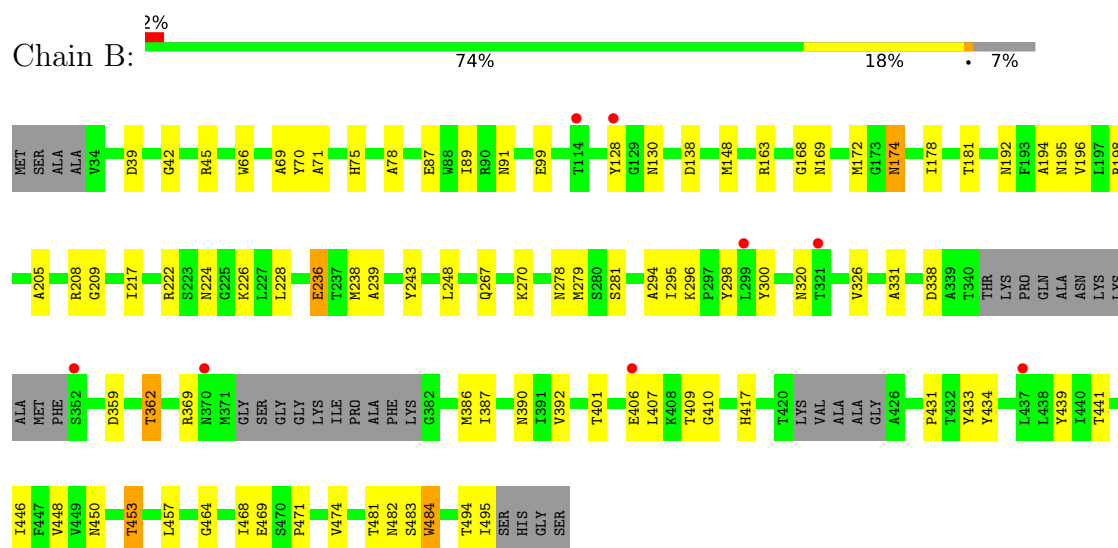 2%
Chain B:
74% 18% • 7%
MET SER ALA ALA V34 D39 G42 R45 W66 A69 Y70 A71 H75 A78 E87 W88 I89 R90 N91 E99 T114 Y128 G129 N130 D138 M148 R163 G168 N169 M172 G173 N174 I178 T181 N192 F193 A194 N195 V196 L197 R198
A205 R208 G209 I217 R222 S223 N224 G225 K226 L227 L228 E236 T237 M238 A239 Y243 L248 Q267 K270 N278 M279 S280 S281 A294 I295 K296 P297 Y298 L299 Y300 N320 T321 V326 A331 D338 A339 T340 THR LYS PRO GLN ALA ASN LYS LYS
ALA MET PHE S352 D359 T362 R369 N370 M371 GLY SER GLY GLY LYS ILE PRO ALA PHE LYS G382 M386 I387 N390 I391 V392 T401 E406 L407 K408 T409 G410 H417 T420 LYS VAL ALA ALA GLY A426 P431 T432 Y433 Y434 L437 L438 Y439 I440 T441
I446 F447 V448 V449 N450 T453 L457 G464 I468 E469 S470 P471 V474 T481 N482 S483 W484 T494 I495 SER HIS GLY SER